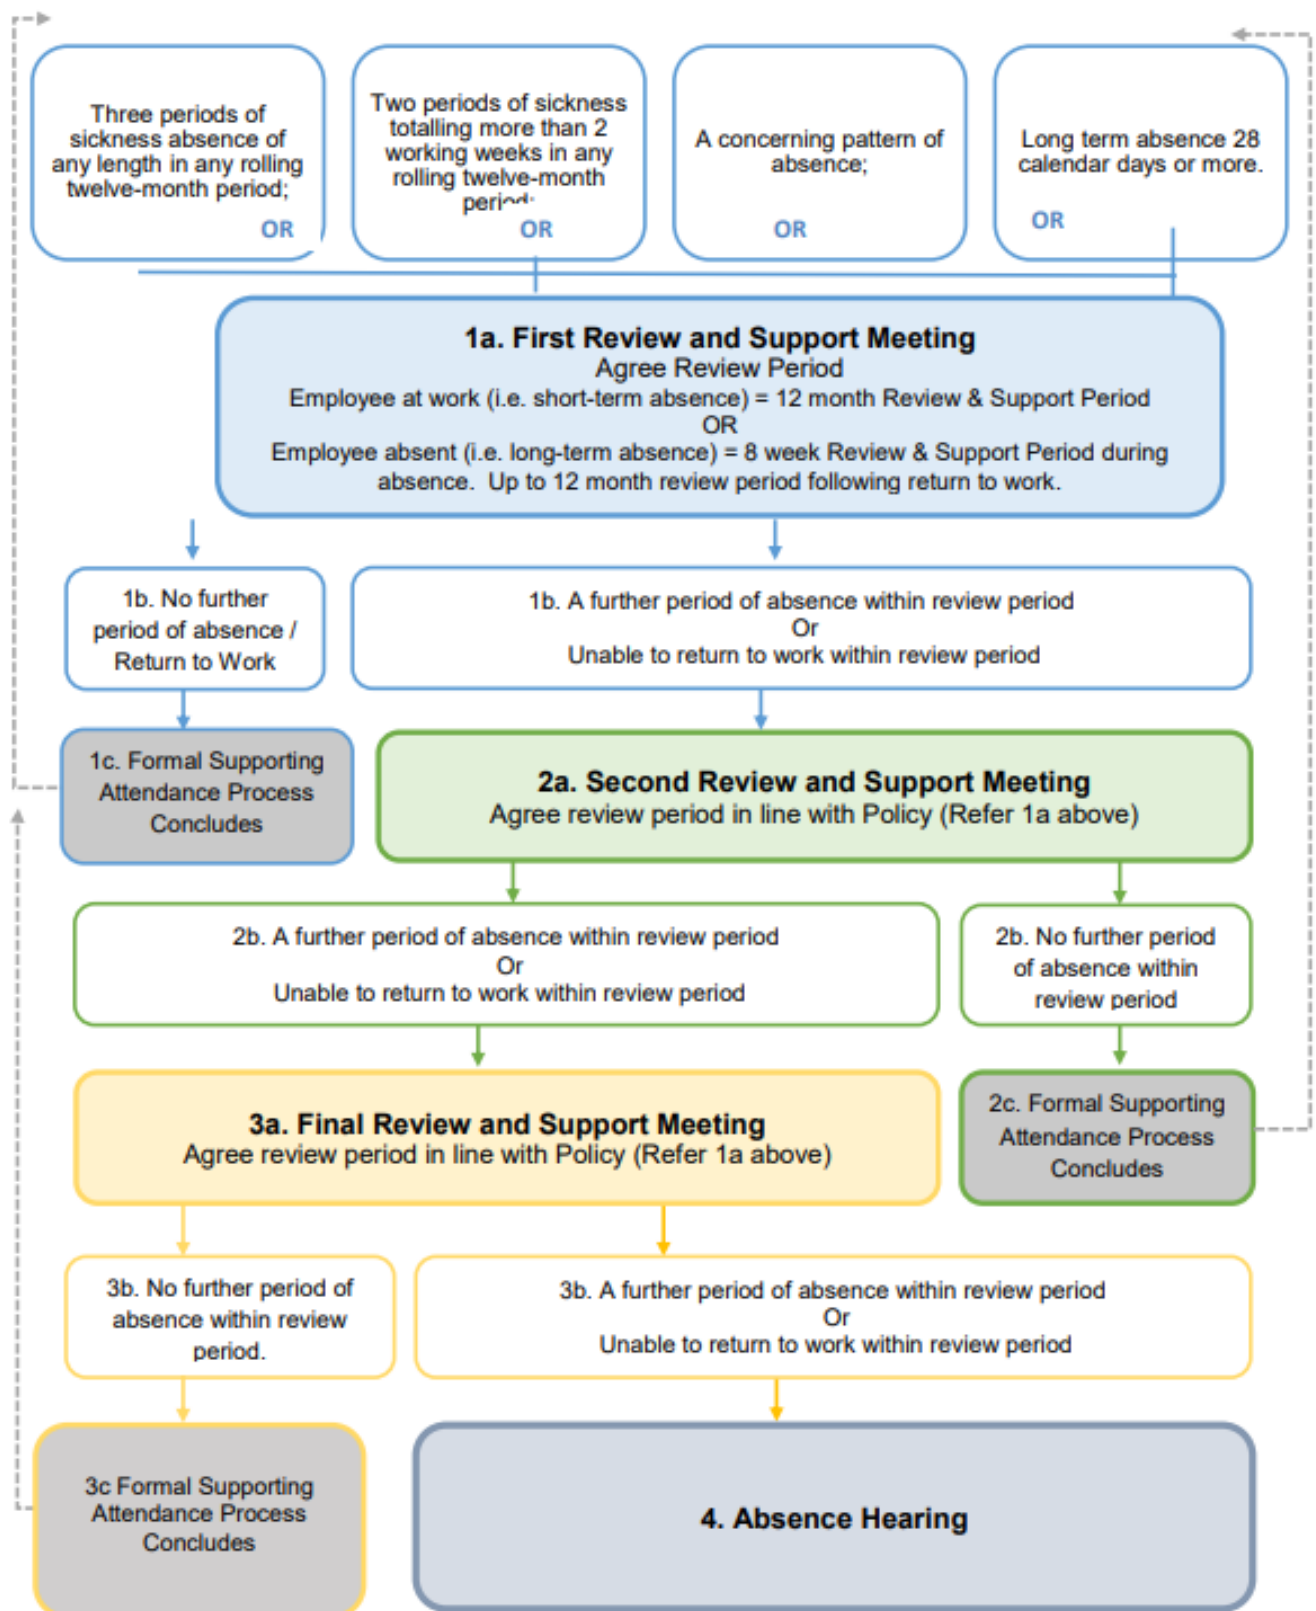 Three periods of
sickness absence of
any length in any rolling
twelve-month period;
OR
Two periods of sickness
totalling more than 2
working weeks in any
rolling twelve-month
period;
OR
A concerning pattern of
absence;
OR
Long term absence 28
calendar days or more.
OR
1a. First Review and Support Meeting
Agree Review Period
Employee at work (i.e. short-term absence) = 12 month Review & Support Period
OR
Employee absent (i.e. long-term absence) = 8 week Review & Support Period during
absence. Up to 12 month review period following return to work.
1b. No further
period of absence /
Return to Work
1b. A further period of absence within review period
Or
Unable to return to work within review period
1c. Formal Supporting
Attendance Process
Concludes
2a. Second Review and Support Meeting
Agree review period in line with Policy (Refer 1a above)
2b. A further period of absence within review period
Or
Unable to return to work within review period
2b. No further period
of absence within
review period
3a. Final Review and Support Meeting
Agree review period in line with Policy (Refer 1a above)
2c. Formal Supporting
Attendance Process
Concludes
3b. No further period of
absence within review
period.
3b. A further period of absence within review period
Or
Unable to return to work within review period
3c Formal Supporting
Attendance Process
Concludes
4. Absence Hearing